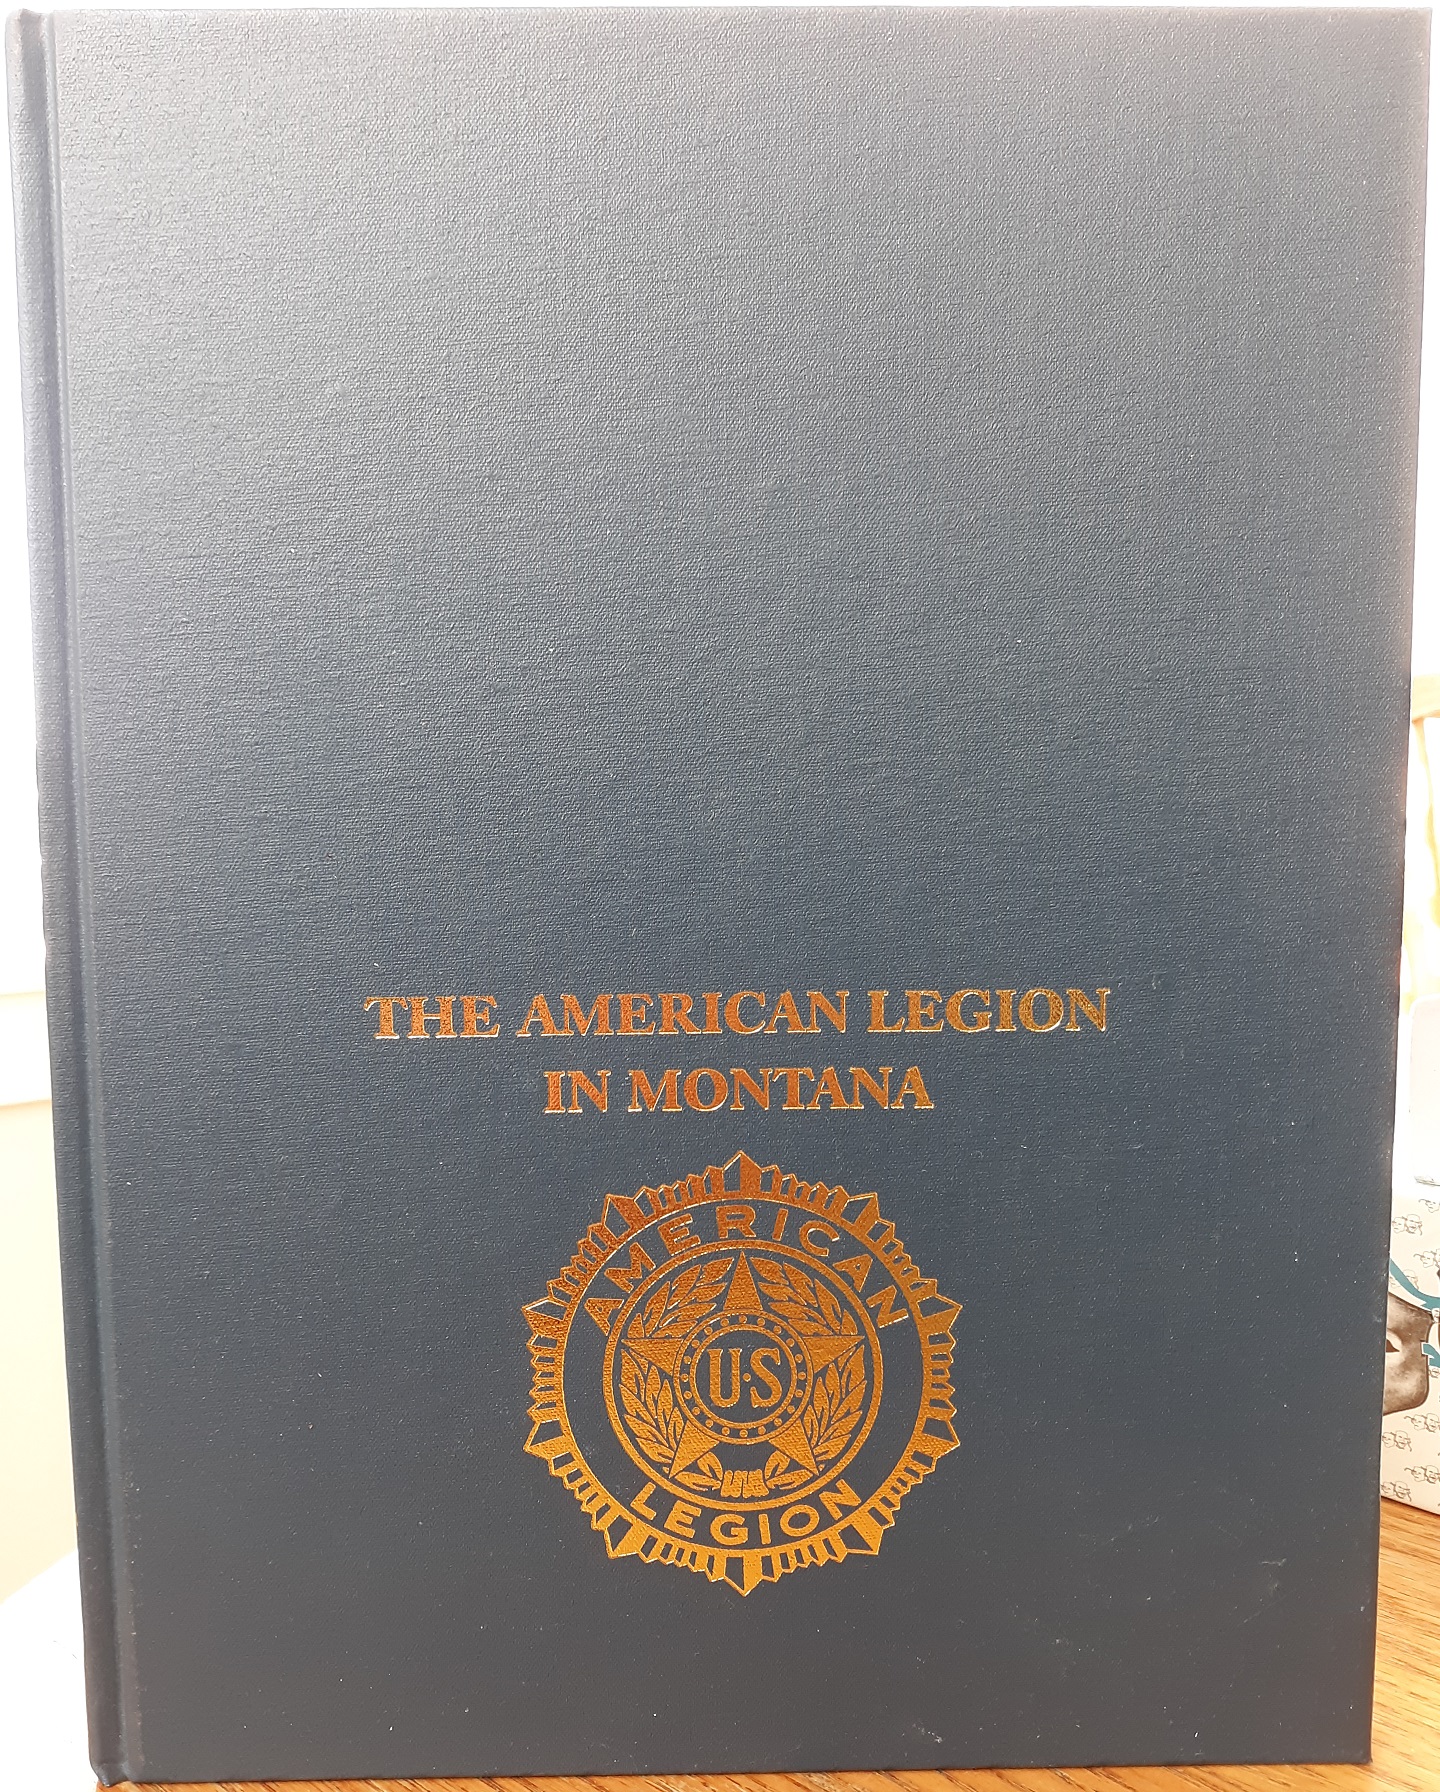 THE AMERICAN LEGION
IN MONTANA
AMERICAN
U·S
LEGION